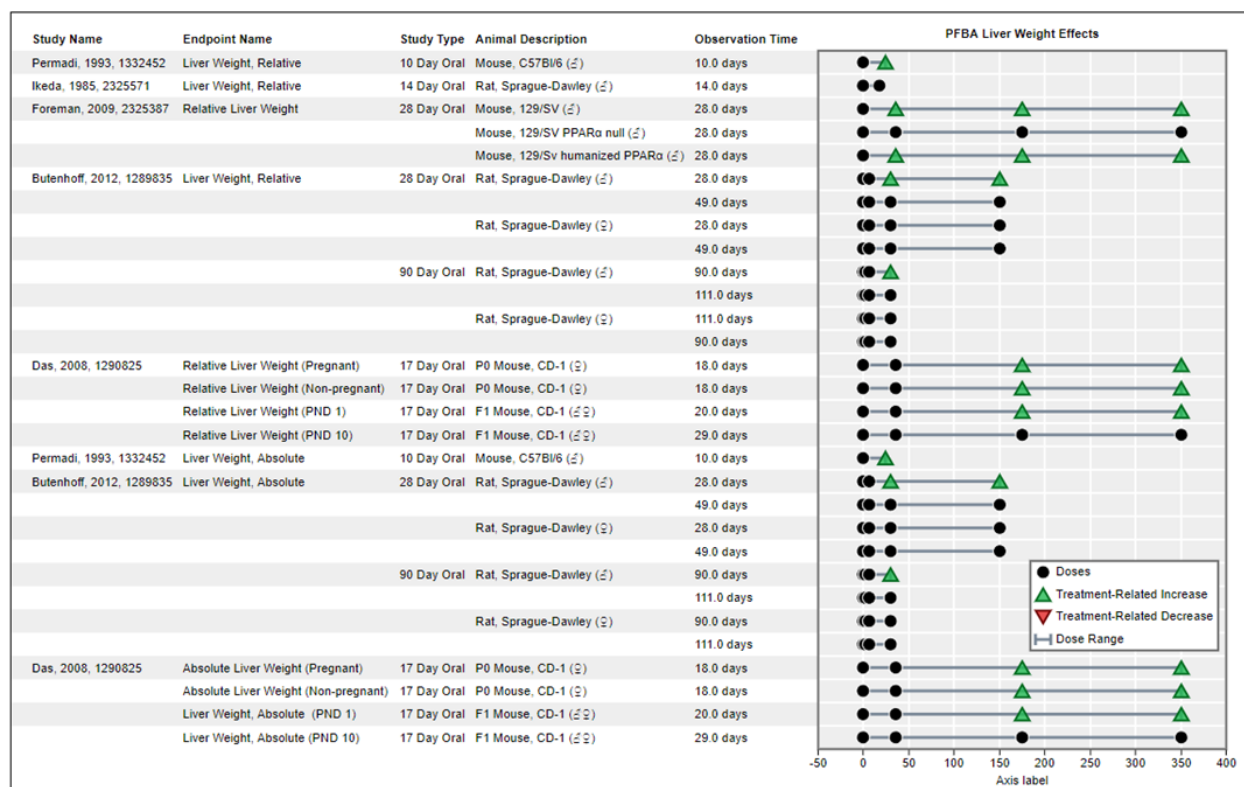 PFBA Liver Weight Effects
Study Name Endpoint Name Study Type Animal Description Observation Time
Permadi, 1993, 1332452 Liver Weight, Relative 10 Day Oral Mouse, C57Bl/6 (♂) 10.0 days
Ikeda, 1985, 2325571 Liver Weight, Relative 14 Day Oral Rat, Sprague-Dawley (♂) 14.0 days
Foreman, 2009, 2325387 Relative Liver Weight 28 Day Oral Mouse, 129/SV (♂) 28.0 days
Mouse, 129/SV PPARα null (♂) 28.0 days
Mouse, 129/Sv humanized PPARα (♂) 28.0 days
Butenhoff, 2012, 1289835 Liver Weight, Relative 28 Day Oral Rat, Sprague-Dawley (♂) 28.0 days
49.0 days
Rat, Sprague-Dawley (♀) 28.0 days
49.0 days
90 Day Oral Rat, Sprague-Dawley (♂) 90.0 days
111.0 days
Rat, Sprague-Dawley (♀) 111.0 days
90.0 days
Das, 2008, 1290825 Relative Liver Weight (Pregnant) 17 Day Oral P0 Mouse, CD-1 (♀) 18.0 days
Relative Liver Weight (Non-pregnant) 17 Day Oral P0 Mouse, CD-1 (♀) 18.0 days
Relative Liver Weight (PND 1) 17 Day Oral F1 Mouse, CD-1 (♂♀) 20.0 days
Relative Liver Weight (PND 10) 17 Day Oral F1 Mouse, CD-1 (♂♀) 29.0 days
Permadi, 1993, 1332452 Liver Weight, Absolute 10 Day Oral Mouse, C57Bl/6 (♂) 10.0 days
Butenhoff, 2012, 1289835 Liver Weight, Absolute 28 Day Oral Rat, Sprague-Dawley (♂) 28.0 days
49.0 days
Rat, Sprague-Dawley (♀) 28.0 days
49.0 days
90 Day Oral Rat, Sprague-Dawley (♂) 90.0 days
111.0 days
Rat, Sprague-Dawley (♀) 90.0 days
111.0 days
Das, 2008, 1290825 Absolute Liver Weight (Pregnant) 17 Day Oral P0 Mouse, CD-1 (♀) 18.0 days
Absolute Liver Weight (Non-pregnant) 17 Day Oral P0 Mouse, CD-1 (♀) 18.0 days
Liver Weight, Absolute (PND 1) 17 Day Oral F1 Mouse, CD-1 (♂♀) 20.0 days
Liver Weight, Absolute (PND 10) 17 Day Oral F1 Mouse, CD-1 (♂♀) 29.0 days
Doses
Treatment-Related Increase
Treatment-Related Decrease
Dose Range
-50 0 50 100 150 200 250 300 350 400
Axis label